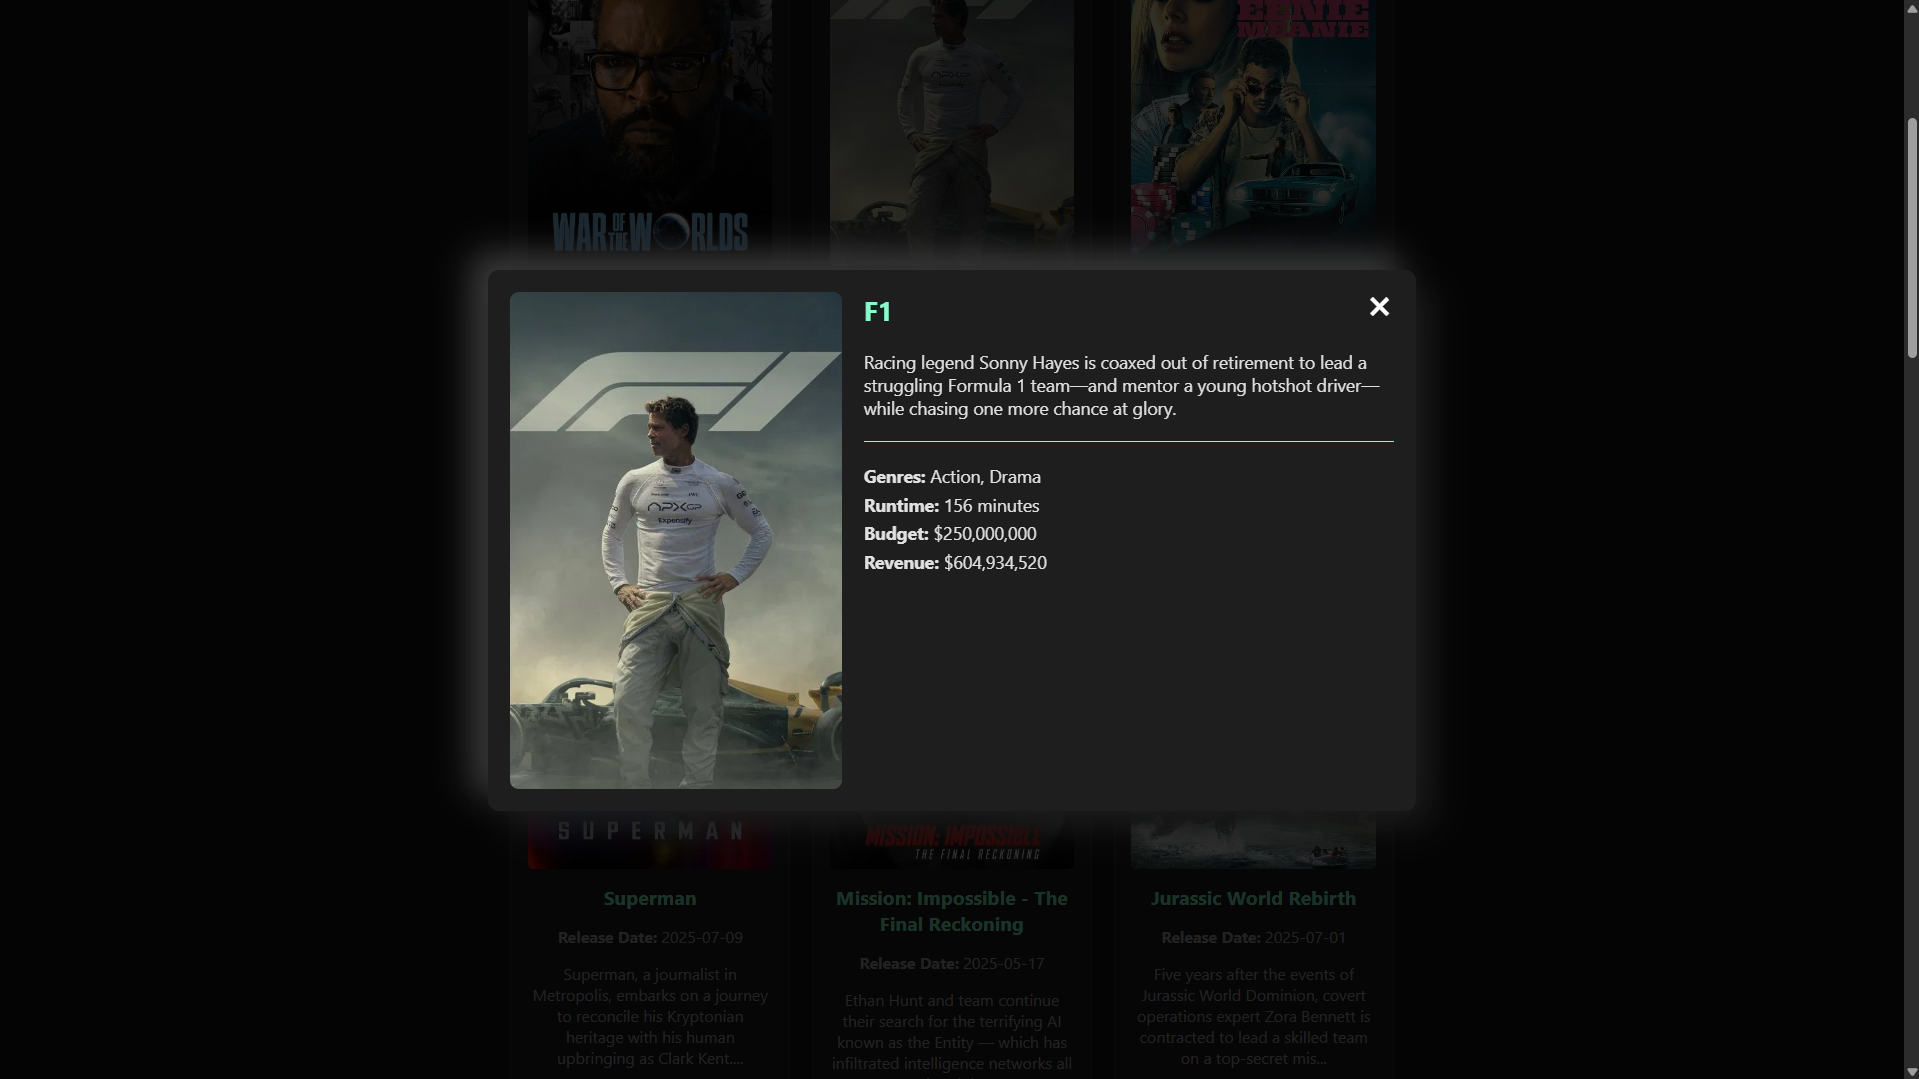 EENIE
MEANIE
WAR OF THE WORLDS
F1
F1
Racing legend Sonny Hayes is coaxed out of retirement to lead a
struggling Formula 1 team—and mentor a young hotshot driver—
while chasing one more chance at glory.
Genres: Action, Drama
Runtime: 156 minutes
Budget: $250,000,000
Revenue: $604,934,520
APXGP
Expensify
SUPERMAN
MISSION: IMPOSSIBLE
THE FINAL RECKONING
Superman
Release Date: 2025-07-09
Superman, a journalist in
Metropolis, embarks on a journey
to reconcile his Kryptonian
heritage with his human
upbringing as Clark Kent....
Mission: Impossible - The
Final Reckoning
Release Date: 2025-05-17
Ethan Hunt and team continue
their search for the terrifying AI
known as the Entity — which has
infiltrated intelligence networks all
Jurassic World Rebirth
Release Date: 2025-07-01
Five years after the events of
Jurassic World Dominion, covert
operations expert Zora Bennett is
contracted to lead a skilled team
on a top-secret mis...